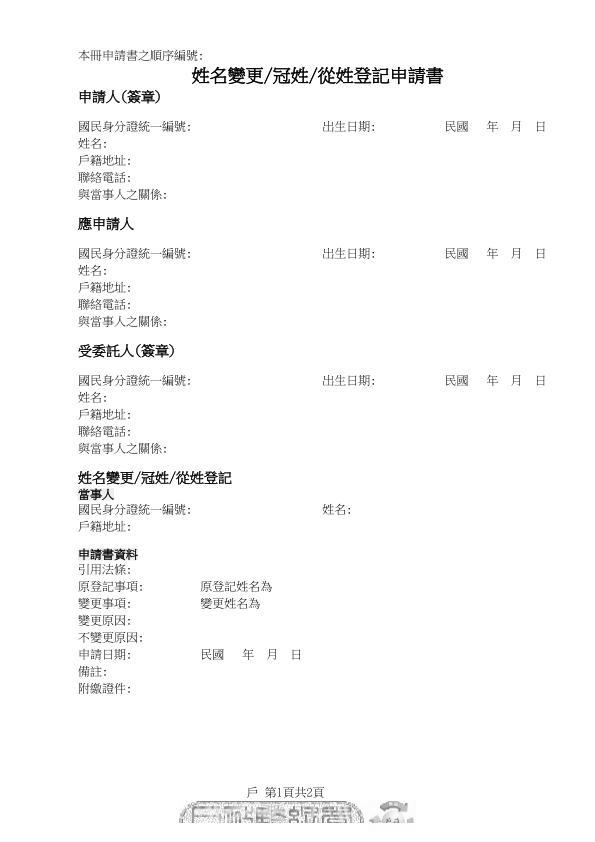 本冊申請書之順序編號:
姓名變更/冠姓/從姓登記申請書
申請人(簽章)
國民身分證統一編號: 出生日期: 民國 年 月 日
姓名:
戶籍地址:
聯絡電話:
與當事人之關係:
應申請人
國民身分證統一編號: 出生日期: 民國 年 月 日
姓名:
戶籍地址:
聯絡電話:
與當事人之關係:
受委託人(簽章)
國民身分證統一編號: 出生日期: 民國 年 月 日
姓名:
戶籍地址:
聯絡電話:
與當事人之關係:
姓名變更/冠姓/從姓登記
當事人
國民身分證統一編號: 姓名:
戶籍地址:
申請書資料
引用法條:
原登記事項: 原登記姓名為
變更事項: 變更姓名為
變更原因:
不變更原因:
申請日期: 民國 年 月 日
備註:
附繳證件:
戶 第1頁共2頁